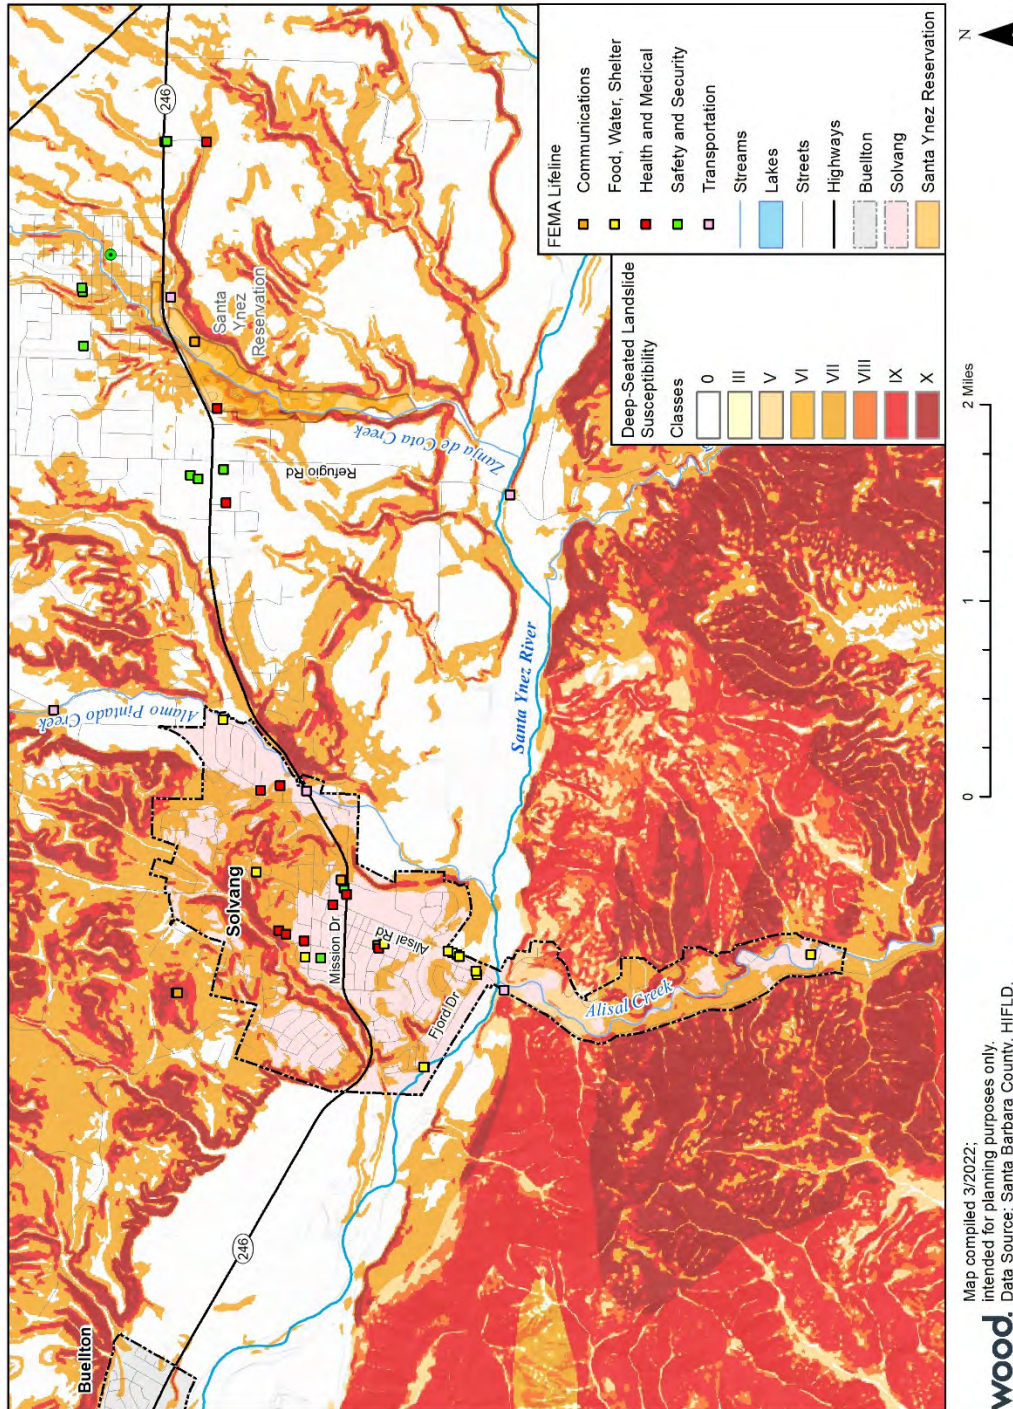 Buellton
246
Solvang
Mission Dr
Alisal Rd
Fjord Dr
Alisal Creek
Alamo Pintado Creek
Santa Ynez River
Refugio Rd
Zanja de Cota Creek
Santa
Ynez
Reservation
246
Deep-Seated Landslide
Susceptibility
Classes
0
III
V
VI
VII
VIII
IX
X
FEMA Lifeline
Communications
Food, Water, Shelter
Health and Medical
Safety and Security
Transportation
Streams
Lakes
Streets
Highways
Buellton
Solvang
Santa Ynez Reservation
wood.
Map compiled 3/2022;
intended for planning purposes only.
Data Source: Santa Barbara County, HIFLD.
0
1
2 Miles
N